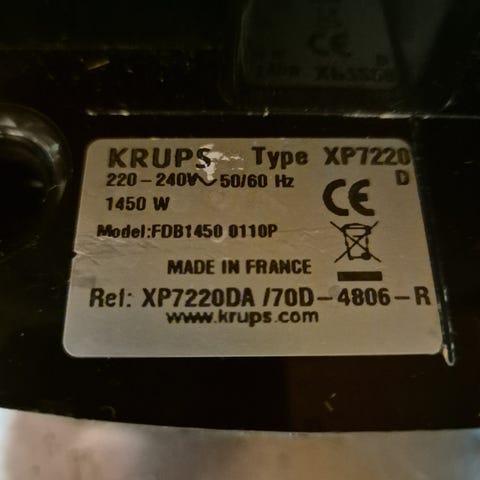 KRUPS Type XP7220
220-240V~ 50/60 Hz D
1450 W CE
Model:FDB1450 0110P
MADE IN FRANCE
Ref: XP7220DA /70D-4806-R
www.krups.com